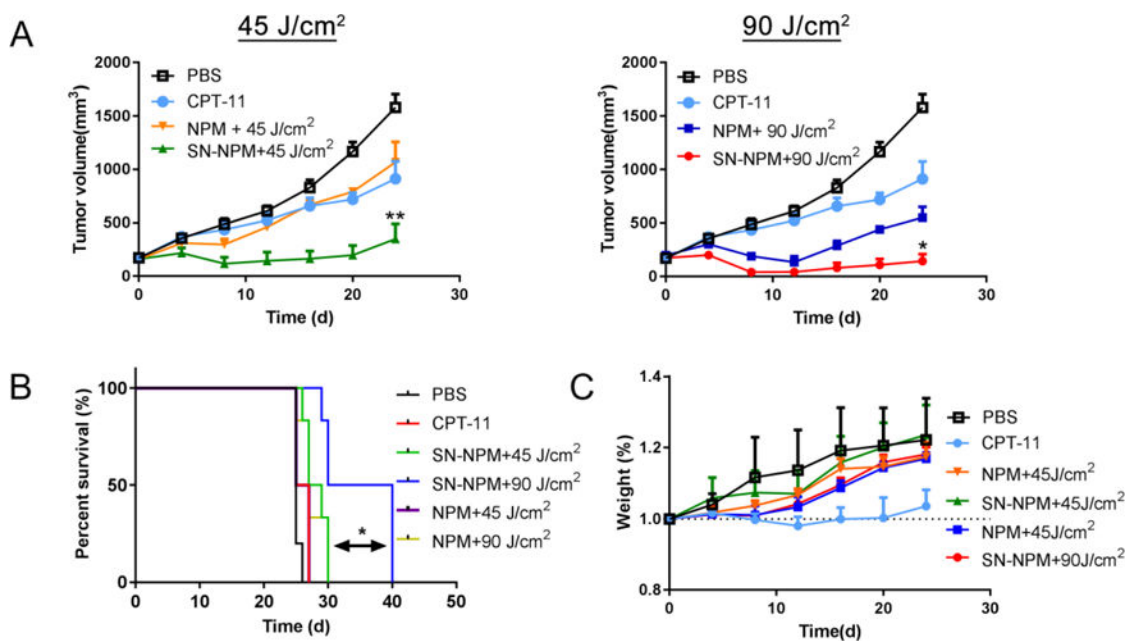 A
45 J/cm²
90 J/cm²
Tumor volume(mm³)
2000
1500
1000
500
0
0
10
20
30
Time (d)
PBS
CPT-11
NPM + 45 J/cm²
SN-NPM+45 J/cm²
**
Tumor volume(mm³)
2000
1500
1000
500
0
0
10
20
30
Time (d)
PBS
CPT-11
NPM+ 90 J/cm²
SN-NPM+90 J/cm²
*
B
Percent survival (%)
100
50
0
0
10
20
30
40
50
Time (d)
PBS
CPT-11
SN-NPM+45 J/cm²
SN-NPM+90 J/cm²
NPM+45 J/cm²
NPM+90 J/cm²
*
C
Weight (%)
1.4
1.2
1.0
0.8
0
10
20
30
Time(d)
PBS
CPT-11
NPM+45J/cm²
SN-NPM+45J/cm²
NPM+45J/cm²
SN-NPM+90J/cm²